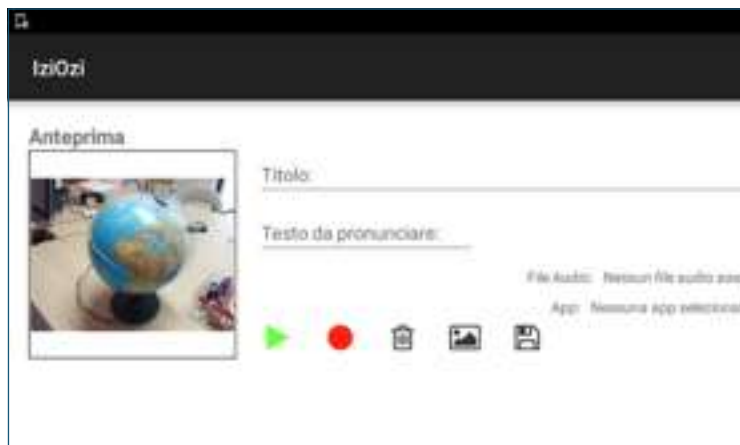 IziOzi
Anteprima
Titolo:
Testo da pronunciare:
File Audio: Nessun file audio
App: Nessuna app